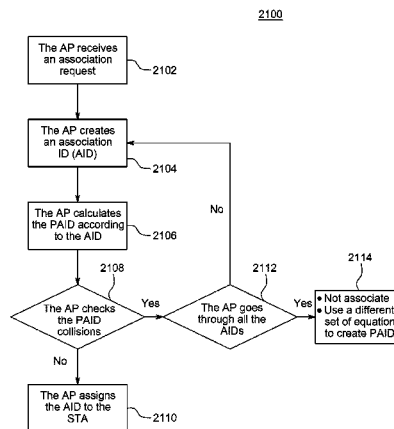 2100
The AP receives
an association
request
2102
The AP creates
an association
ID (AID)
2104
The AP calculates
the PAID according
to the AID
2106
No
2108
The AP checks
the PAID
collisions
Yes
2112
The AP goes
through all the
AIDs
Yes
2114
• Not associate
• Use a different
set of equation
to create PAID
No
The AP assigns
the AID to the
STA
2110